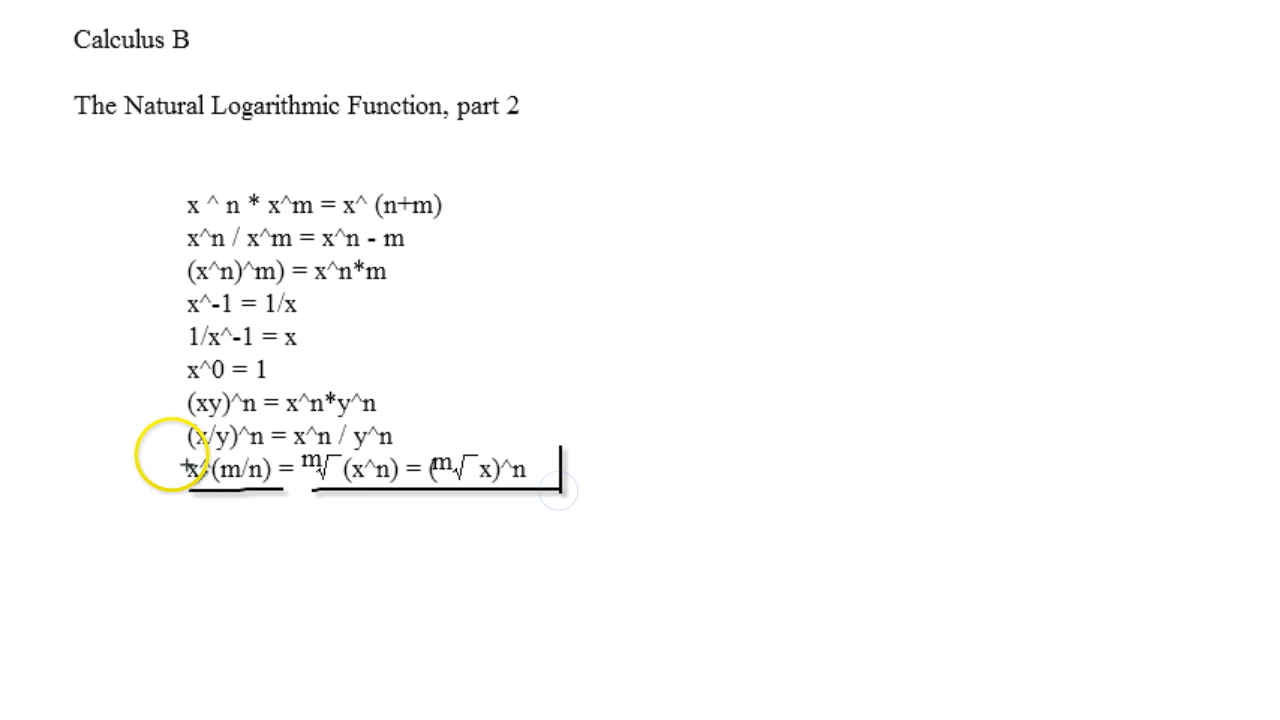 Calculus B
The Natural Logarithmic Function, part 2
x ^ n * x^m = x^ (n+m)
x^n / x^m = x^n - m
(x^n)^m) = x^n*m
x^-1 = 1/x
1/x^-1 = x
x^0 = 1
(xy)^n = x^n*y^n
(x/y)^n = x^n / y^n
x^(m/n) = m√(x^n) = (m√x)^n